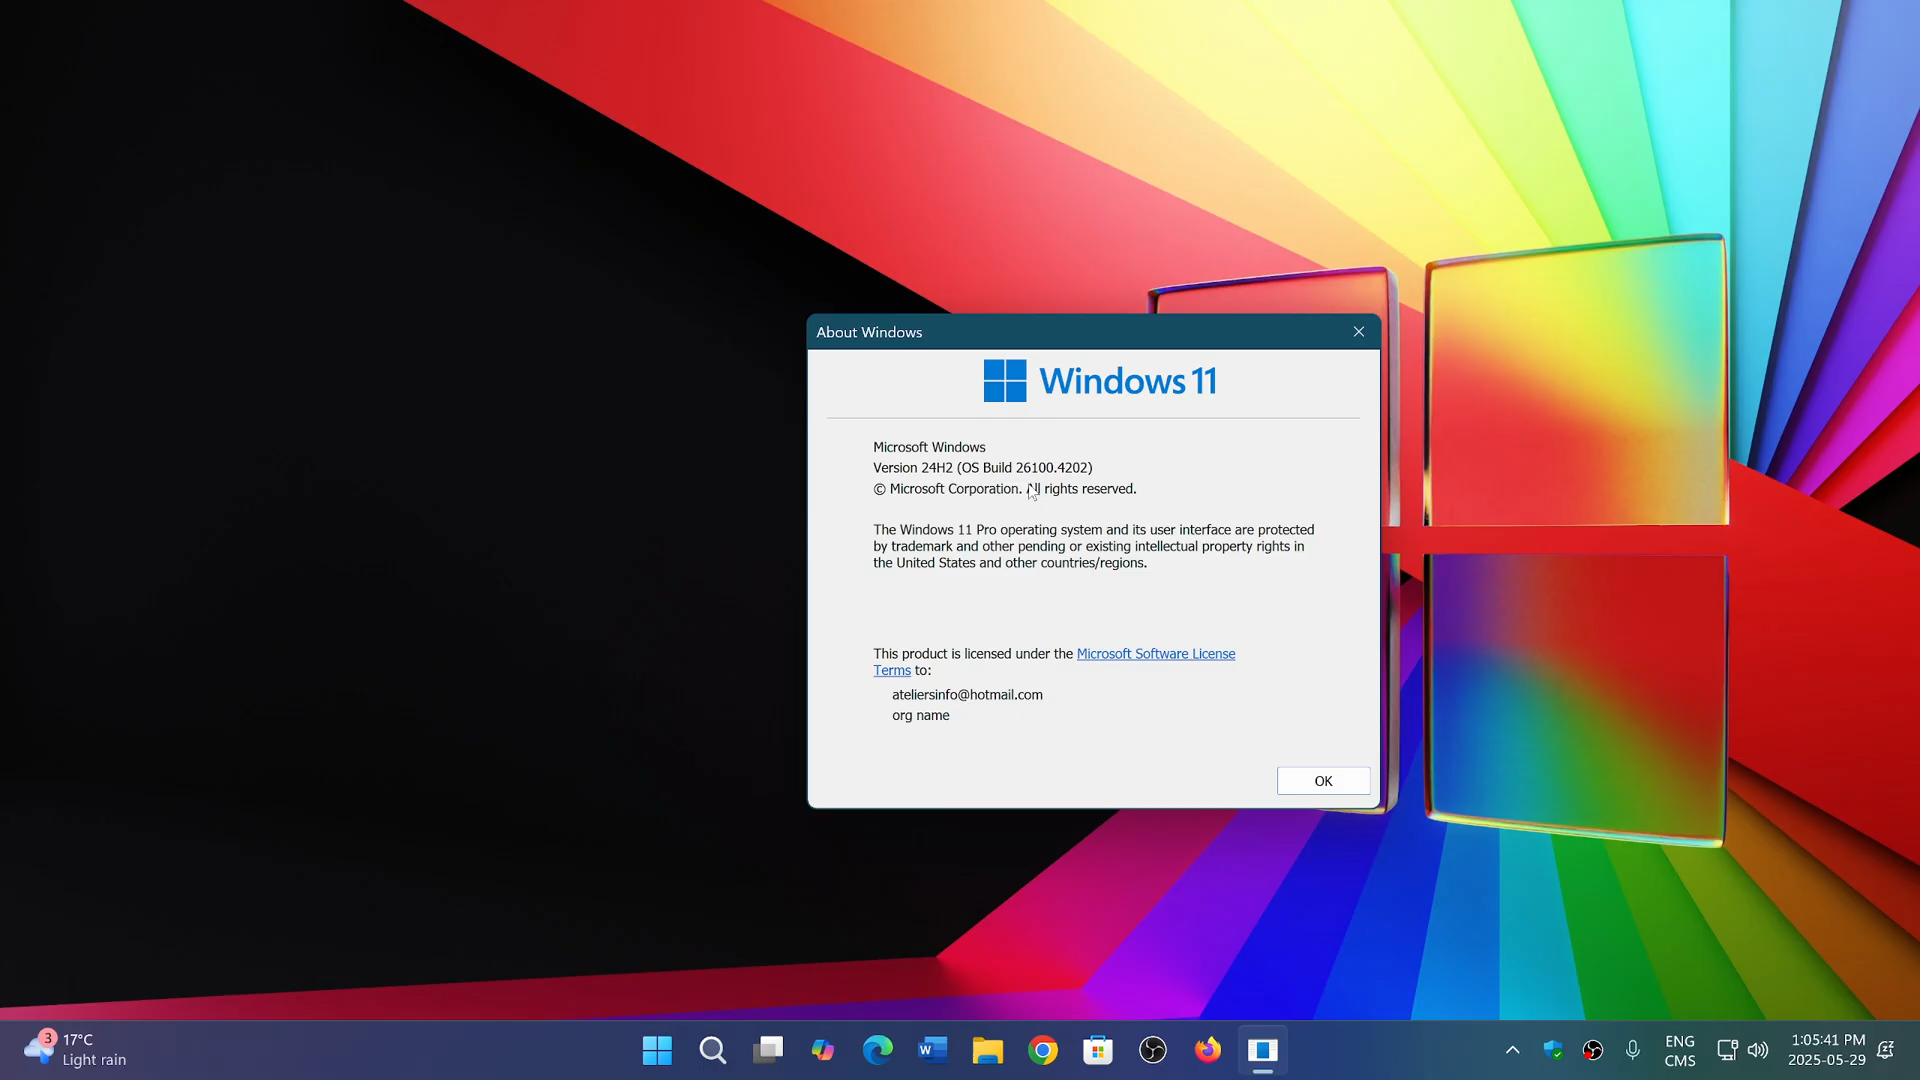 About Windows
Windows 11
Microsoft Windows
Version 24H2 (OS Build 26100.4202)
© Microsoft Corporation. All rights reserved.
The Windows 11 Pro operating system and its user interface are protected
by trademark and other pending or existing intellectual property rights in
the United States and other countries/regions.
This product is licensed under the Microsoft Software License
Terms to:
ateliersinfo@hotmail.com
org name
OK
3
17°C
Light rain
W
ENG
CMS
1:05:41 PM
2025-05-29